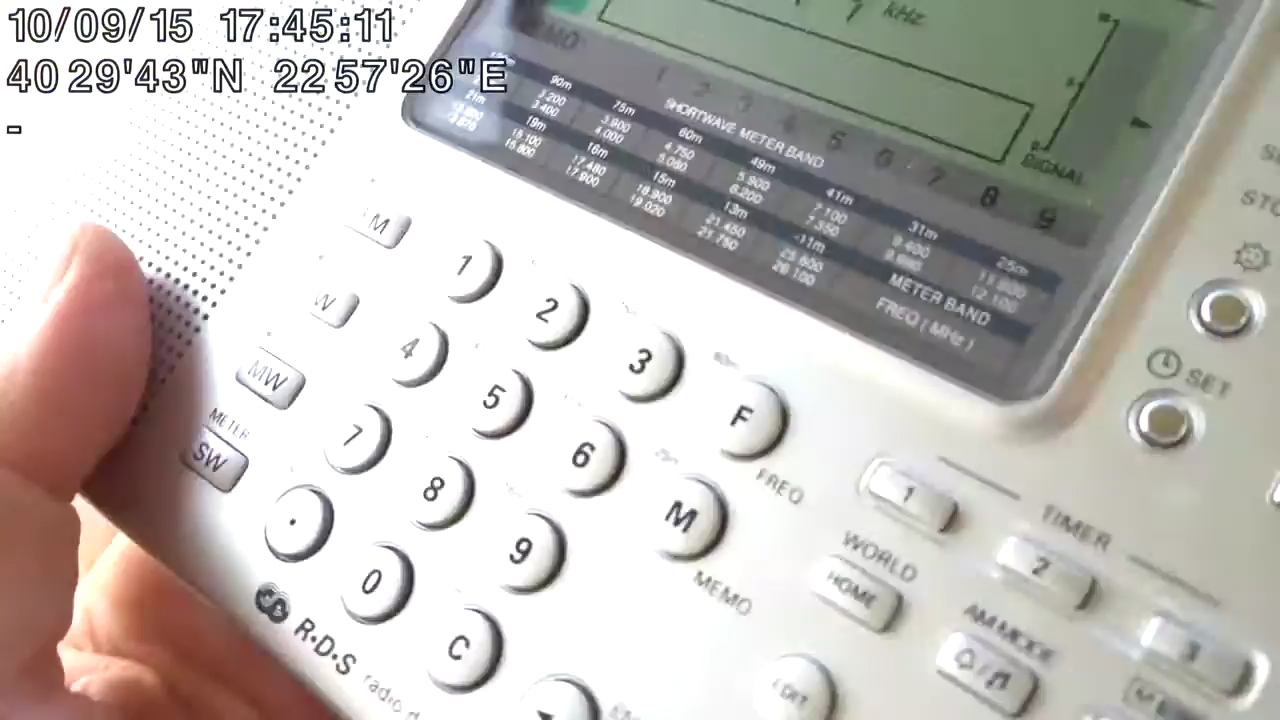 10/09/15 17:45:11
40 29'43"N 22 57'26"E
-
kHz
1 2 3 4 5 6 7 8 9
SIGNAL
SHORTWAVE METER BAND
90m 75m 60m 49m 41m 31m 25m
3.200 3.900 4.750 5.900 7.100 9.400
3.400 4.000 5.060 6.200 7.350
21m 19m 16m 15m 13m 11m METER BAND
15.100 17.480 18.900 21.450 25.600 FREQ ( MHz )
15.800 17.900 19.020 21.750 26.100
12.100
SET
MW
METER
SW
1 2 3 F
4 5 6 M
7 8 9
. 0 C
FREQ
MEMO
TIMER
1 2 3
WORLD
HOME
AM MODE
EDIT
R·D·S radio